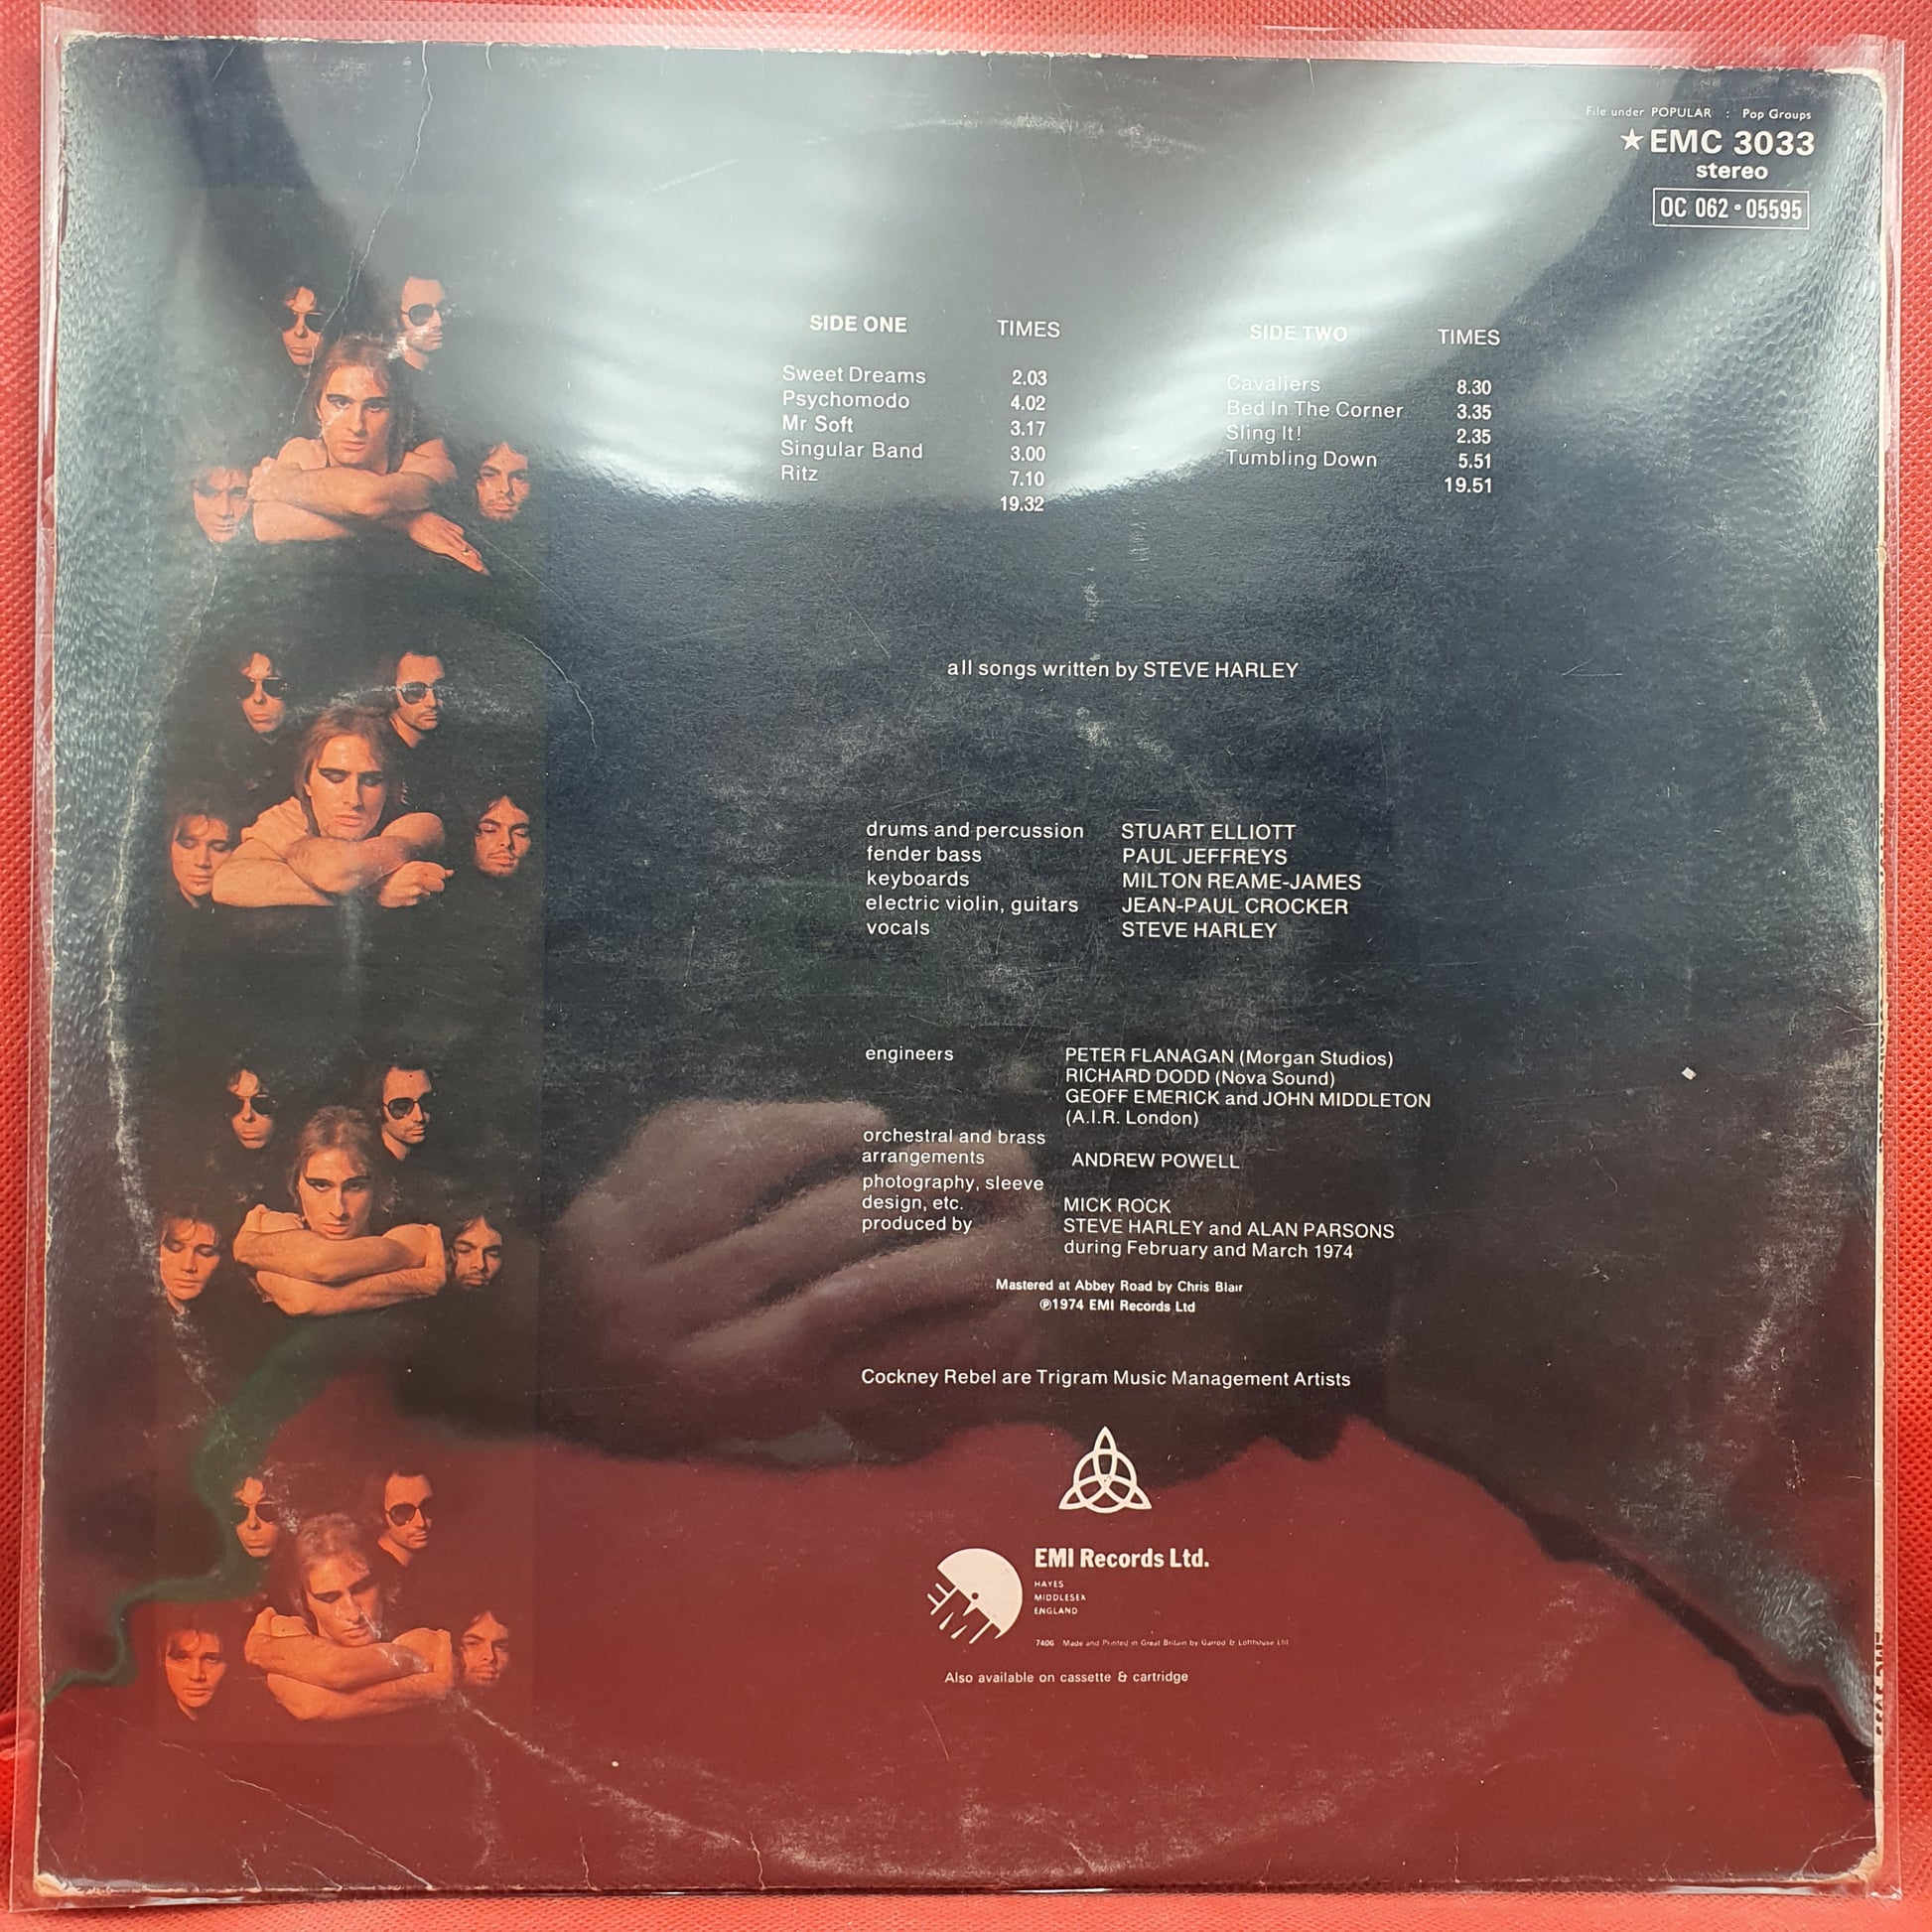 File under POPULAR : Pop Groups
★EMC 3033
stereo
OC 062 • 05595
SIDE ONE TIMES
Sweet Dreams 2.03
Psychomodo 4.02
Mr Soft 3.17
Singular Band 3.00
Ritz 7.10
19.32
SIDE TWO TIMES
Cavaliers 8.30
Bed In The Corner 3.35
Sling It! 2.35
Tumbling Down 5.51
19.51
all songs written by STEVE HARLEY
drums and percussion STUART ELLIOTT
fender bass PAUL JEFFREYS
keyboards MILTON REAME-JAMES
electric violin, guitars JEAN-PAUL CROCKER
vocals STEVE HARLEY
engineers PETER FLANAGAN (Morgan Studios)
RICHARD DODD (Nova Sound)
GEOFF EMERICK and JOHN MIDDLETON
(A.I.R. London)
orchestral and brass
arrangements ANDREW POWELL
photography, sleeve
design, etc. MICK ROCK
produced by STEVE HARLEY and ALAN PARSONS
during February and March 1974
Mastered at Abbey Road by Chris Blair
℗1974 EMI Records Ltd
Cockney Rebel are Trigram Music Management Artists
EMI
EMI Records Ltd.
HAYES
MIDDLESEX
ENGLAND
7406 Made and Printed in Great Britain by Garrod & Lofthouse Ltd
Also available on cassette & cartridge